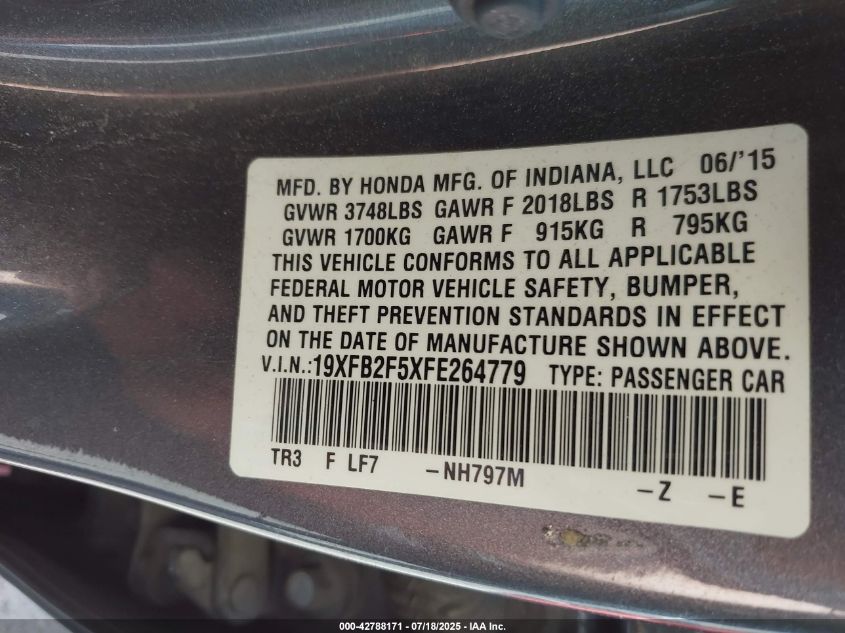 MFD. BY HONDA MFG. OF INDIANA, LLC 06/'15
GVWR 3748LBS GAWR F 2018LBS R 1753LBS
GVWR 1700KG GAWR F 915KG R 795KG
THIS VEHICLE CONFORMS TO ALL APPLICABLE
FEDERAL MOTOR VEHICLE SAFETY, BUMPER,
AND THEFT PREVENTION STANDARDS IN EFFECT
ON THE DATE OF MANUFACTURE SHOWN ABOVE.
V.I.N.:19XFB2F5XFE264779 TYPE: PASSENGER CAR
TR3 F LF7 -NH797M -Z -E
000-42788171 - 07/18/2025 - IAA Inc.